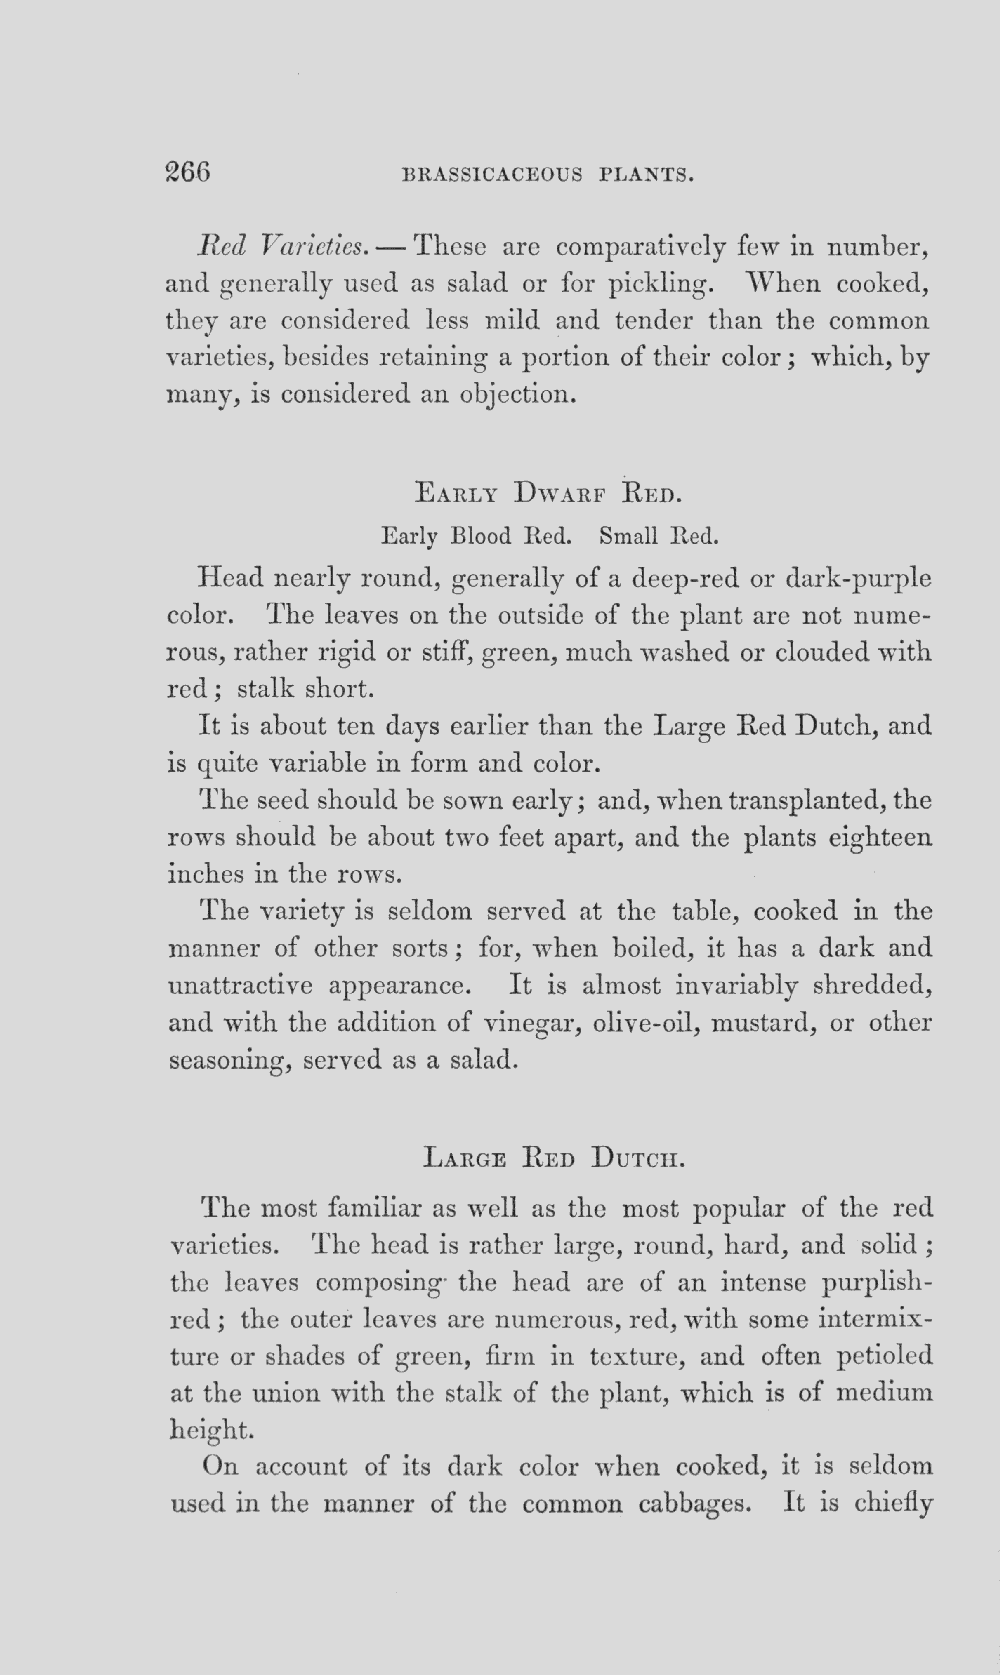 266 BRASSICACEOUS PLANTS.
Red Varieties. — These are comparatively few in number,
and generally used as salad or for pickling. When cooked,
they are considered less mild and tender than the common
varieties, besides retaining a portion of their color; which, by
many, is considered an objection.
EARLY DWARF RED.
Early Blood Red. Small Red.
Head nearly round, generally of a deep-red or dark-purple
color. The leaves on the outside of the plant are not nume-
rous, rather rigid or stiff, green, much washed or clouded with
red; stalk short.
It is about ten days earlier than the Large Red Dutch, and
is quite variable in form and color.
The seed should be sown early; and, when transplanted, the
rows should be about two feet apart, and the plants eighteen
inches in the rows.
The variety is seldom served at the table, cooked in the
manner of other sorts; for, when boiled, it has a dark and
unattractive appearance. It is almost invariably shredded,
and with the addition of vinegar, olive-oil, mustard, or other
seasoning, served as a salad.
LARGE RED DUTCH.
The most familiar as well as the most popular of the red
varieties. The head is rather large, round, hard, and solid;
the leaves composing the head are of an intense purplish-
red; the outer leaves are numerous, red, with some intermix-
ture or shades of green, firm in texture, and often petioled
at the union with the stalk of the plant, which is of medium
height.
On account of its dark color when cooked, it is seldom
used in the manner of the common cabbages. It is chiefly